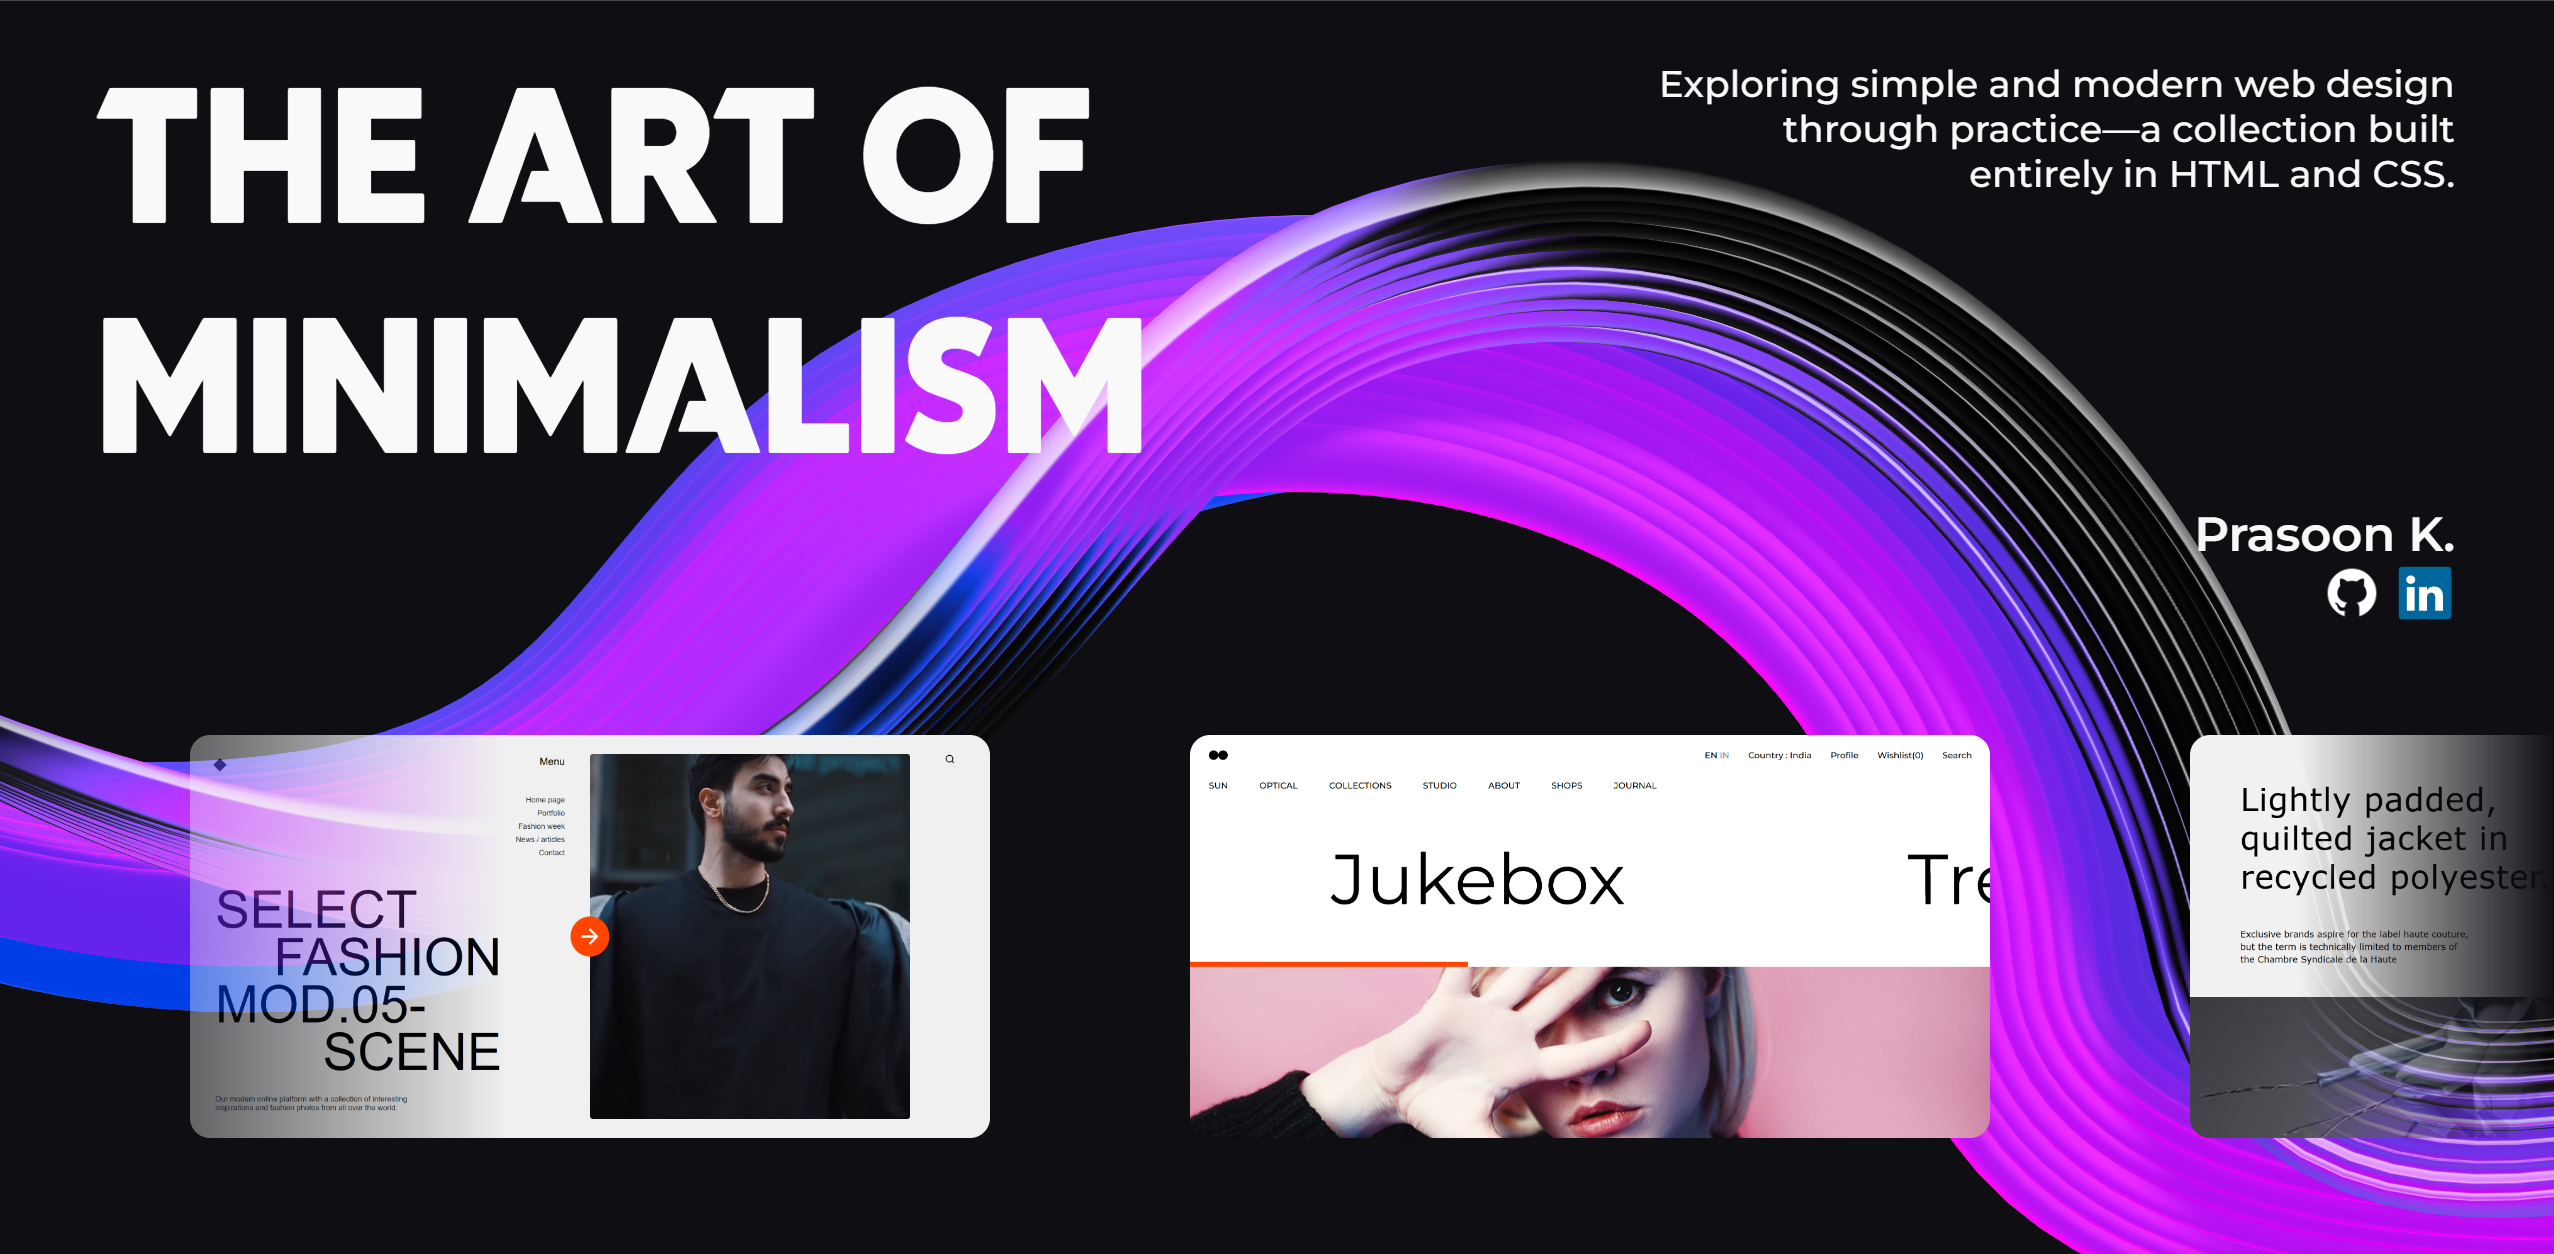 THE ART OF
MINIMALISM
Exploring simple and modern web design
through practice—a collection built
entirely in HTML and CSS.
Prasoon K.
in
Menu
Home page
Portfolio
Fashion week
News / articles
Contact
SELECT
FASHION
MOD.05-
SCENE
Our modern online platform with a collection of interesting
inspirations and fashion photos from all over the world.
EN IN Country : India Profile Wishlist(0) Search
SUN OPTICAL COLLECTIONS STUDIO ABOUT SHOPS JOURNAL
Jukebox Tre
Lightly padded,
quilted jacket in
recycled polyester.
Exclusive brands aspire for the label haute couture,
but the term is technically limited to members of
the Chambre Syndicale de la Haute